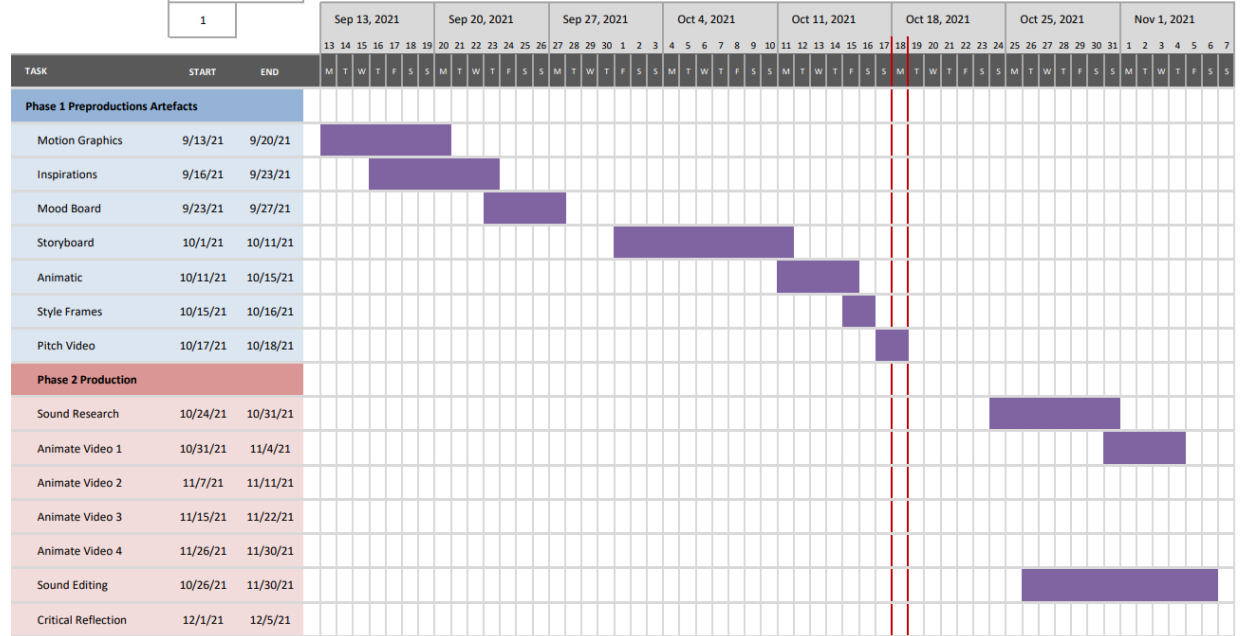 1
Sep 13, 2021 Sep 20, 2021 Sep 27, 2021 Oct 4, 2021 Oct 11, 2021 Oct 18, 2021 Oct 25, 2021 Nov 1, 2021
13 14 15 16 17 18 19 20 21 22 23 24 25 26 27 28 29 30 1 2 3 4 5 6 7 8 9 10 11 12 13 14 15 16 17 18 19 20 21 22 23 24 25 26 27 28 29 30 31 1 2 3 4 5 6 7
TASK START END M T W T F S S M T W T F S S M T W T F S S M T W T F S S M T W T F S S M T W T F S S M T W T F S S M T W T F S S
Phase 1 Preproductions Artefacts
Motion Graphics 9/13/21 9/20/21
Inspirations 9/16/21 9/23/21
Mood Board 9/23/21 9/27/21
Storyboard 10/1/21 10/11/21
Animatic 10/11/21 10/15/21
Style Frames 10/15/21 10/16/21
Pitch Video 10/17/21 10/18/21
Phase 2 Production
Sound Research 10/24/21 10/31/21
Animate Video 1 10/31/21 11/4/21
Animate Video 2 11/7/21 11/11/21
Animate Video 3 11/15/21 11/22/21
Animate Video 4 11/26/21 11/30/21
Sound Editing 10/26/21 11/30/21
Critical Reflection 12/1/21 12/5/21